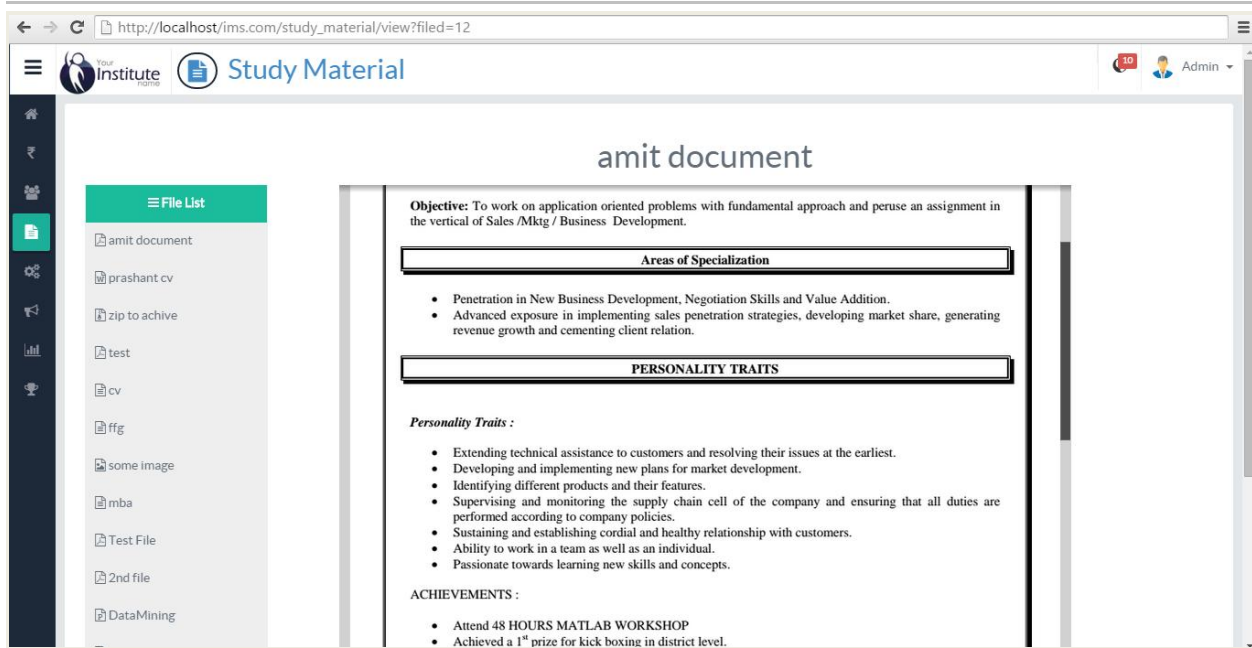 http://localhost/ims.com/study_material/view?filed=12
Your
Institute
name
Study Material
10
Admin
amit document
File List
amit document
prashant cv
zip to achive
test
cv
ffg
some image
mba
Test File
2nd file
DataMining
Objective: To work on application oriented problems with fundamental approach and peruse an assignment in
the vertical of Sales /Mktg / Business Development.
Areas of Specialization
• Penetration in New Business Development, Negotiation Skills and Value Addition.
• Advanced exposure in implementing sales penetration strategies, developing market share, generating
revenue growth and cementing client relation.
PERSONALITY TRAITS
Personality Traits :
• Extending technical assistance to customers and resolving their issues at the earliest.
• Developing and implementing new plans for market development.
• Identifying different products and their features.
• Supervising and monitoring the supply chain cell of the company and ensuring that all duties are
performed according to company policies.
• Sustaining and establishing cordial and healthy relationship with customers.
• Ability to work in a team as well as an individual.
• Passionate towards learning new skills and concepts.
ACHIEVEMENTS :
• Attend 48 HOURS MATLAB WORKSHOP
• Achieved a 1st prize for kick boxing in district level.